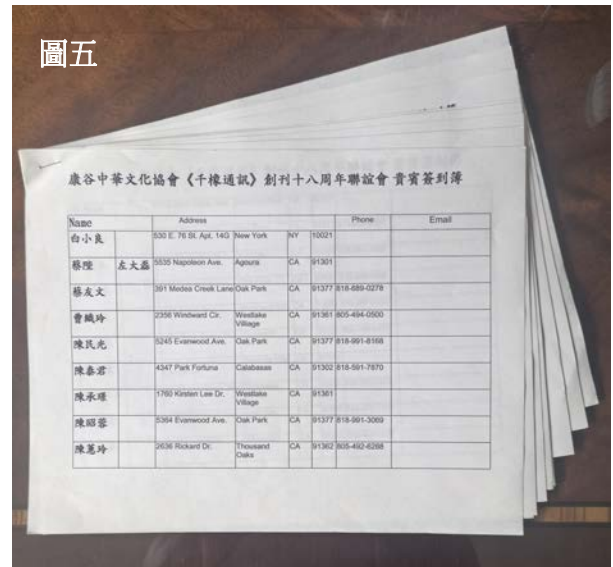 圖五
康谷中華文化協會《千橡通訊》創刊十八周年聯誼會 貴賓簽到簿
Name Address Phone Email
白小良 530 E. 76 St. Apt. 14G New York NY 10021
蔡陞 左大磊 5535 Napoleon Ave. Agoura CA 91301
蔡友文 391 Medea Creek Lane Oak Park CA 91377 818-889-0278
曹 玲 2356 Windward Cir. Westlake Village CA 91361 805-494-0500
陳民光 5245 Evanwood Ave. Oak Park CA 91377 818-991-8168
陳泰君 4347 Park Fortuna Calabasas CA 91302 818-591-7870
陳承 1760 Kirsten Lee Dr. Westlake Village CA 91361
陳昭蓉 5364 Evanwood Ave. Oak Park CA 91377 818-991-3069
陳蕙玲 2636 Rickard Dr. Thousand Oaks CA 91362 805-492-6288